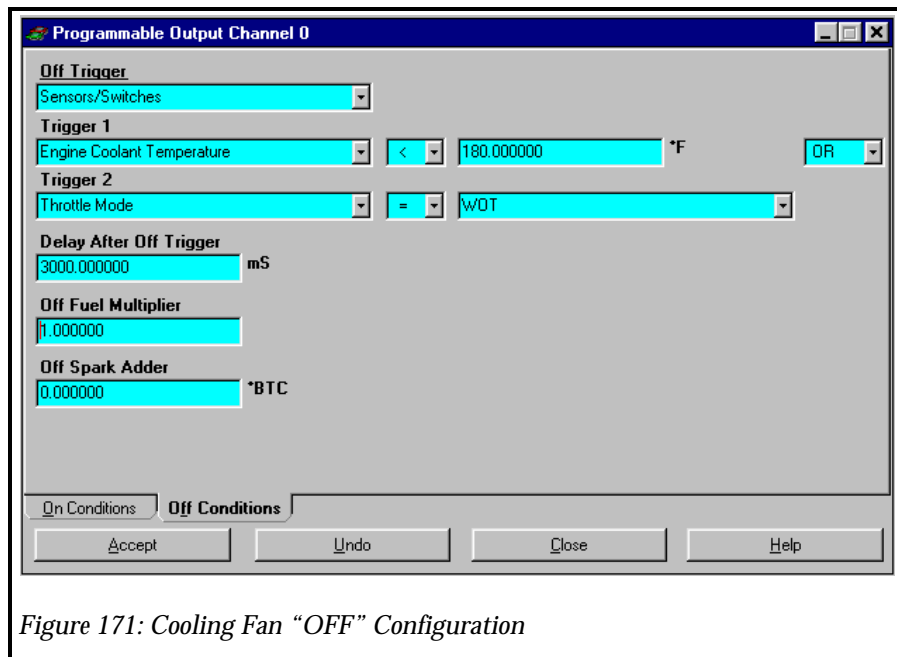 Programmable Output Channel 0
Off Trigger
Sensors/Switches
Trigger 1
Engine Coolant Temperature < 180.000000 °F OR
Trigger 2
Throttle Mode = WOT
Delay After Off Trigger
3000.000000 mS
Off Fuel Multiplier
1.000000
Off Spark Adder
0.000000 °BTC
On Conditions Off Conditions
Accept Undo Close Help
Figure 171: Cooling Fan “OFF” Configuration